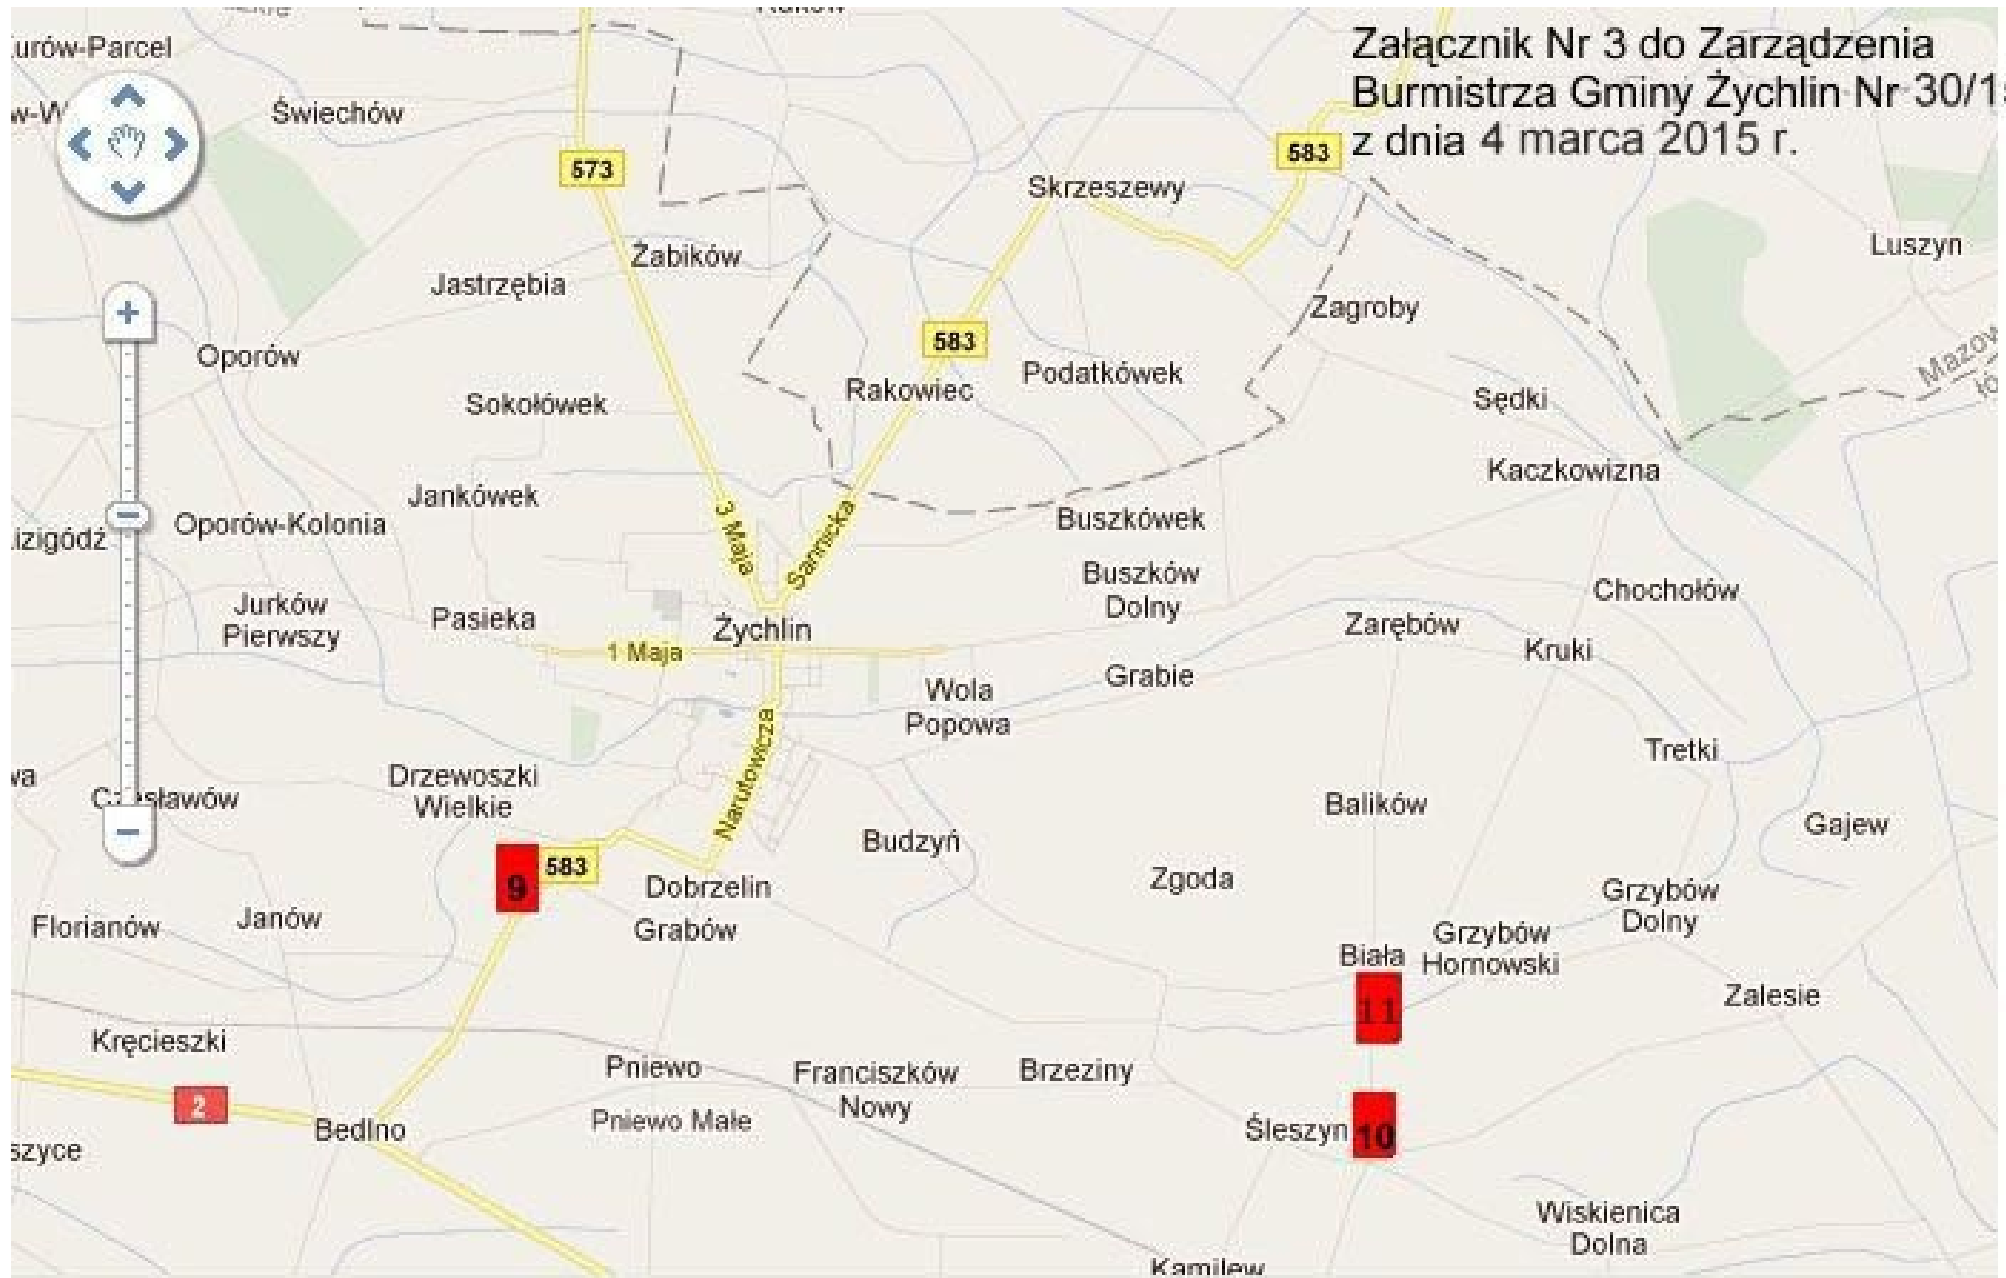 .urów-Parcel
Załącznik Nr 3 do Zarządzenia
Burmistrza Gminy Żychlin Nr 30/1
z dnia 4 marca 2015 r.
Świechów
573
583
Skrzeszewy
Luszyn
Żabików
Jastrzębia
Zagroby
583
Oporów
Podatkówek
Rakowiec
Sokołówek
Sędki
Kaczkowizna
Jankówek
3 Maja
Sannicka
Buszkówek
Oporów-Kolonia
.izigódź
Buszków
Dolny
Chochołów
Jurków
Pierwszy
Pasieka
Żychlin
Zarębów
1 Maja
Kruki
Grabie
Wola
Popowa
Narutowicza
Tretki
Drzewoszki
Wielkie
wa
Balików
Gajew
Budzyń
583
9
Dobrzelin
Zgoda
Grzybów
Dolny
Florianów
Janów
Grabów
Grzybów
Hornowski
Biała
11
Zalesie
Kręcieszki
Pniewo
Franciszków
Nowy
Brzeziny
2
Pniewo Małe
Bedlno
Śleszyn
10
szyce
Wiskienica
Dolna
Kamilew